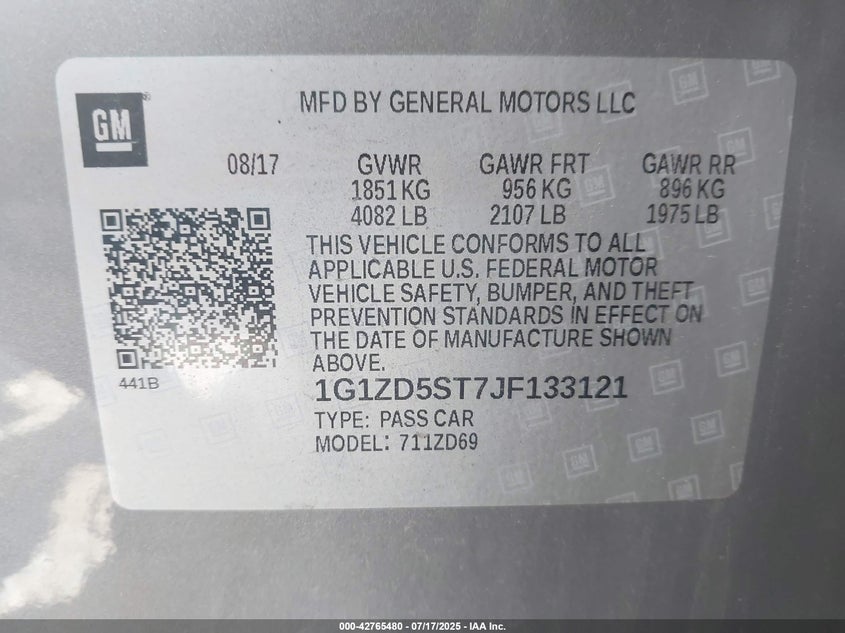 GM
MFD BY GENERAL MOTORS LLC
08/17 GVWR GAWR FRT GAWR RR
1851 KG 956 KG 896 KG
4082 LB 2107 LB 1975 LB
THIS VEHICLE CONFORMS TO ALL
APPLICABLE U.S. FEDERAL MOTOR
VEHICLE SAFETY, BUMPER, AND THEFT
PREVENTION STANDARDS IN EFFECT ON
THE DATE OF MANUFACTURE SHOWN
ABOVE.
441B
1G1ZD5ST7JF133121
TYPE: PASS CAR
MODEL: 711ZD69
000-42765480 - 07/17/2025 - IAA Inc.